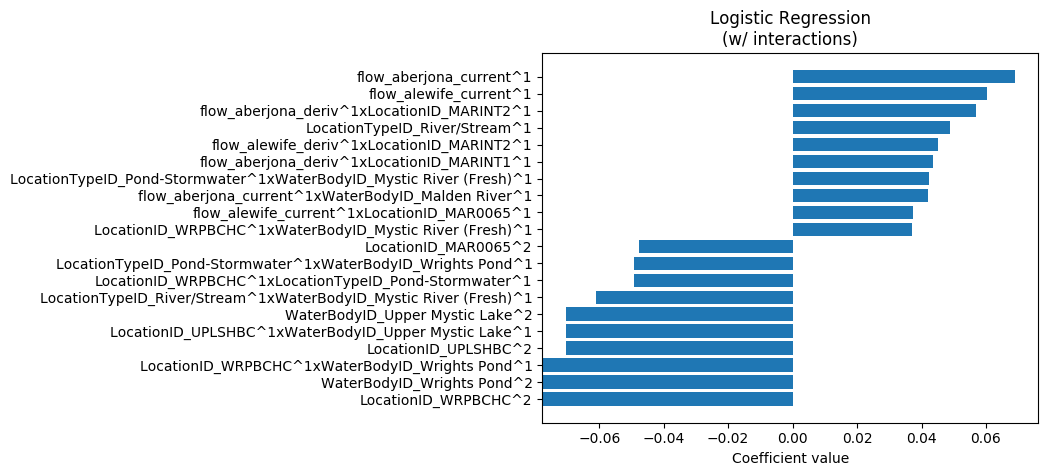 Logistic Regression
(w/ interactions)
flow_aberjona_current^1
flow_alewife_current^1
flow_aberjona_deriv^1xLocationID_MARINT2^1
LocationTypeID_River/Stream^1
flow_alewife_deriv^1xLocationID_MARINT2^1
flow_aberjona_deriv^1xLocationID_MARINT1^1
LocationTypeID_Pond-Stormwater^1xWaterBodyID_Mystic River (Fresh)^1
flow_aberjona_current^1xWaterBodyID_Malden River^1
flow_alewife_current^1xLocationID_MAR0065^1
LocationID_WRPBCHC^1xWaterBodyID_Mystic River (Fresh)^1
LocationID_MAR0065^2
LocationTypeID_Pond-Stormwater^1xWaterBodyID_Wrights Pond^1
LocationID_WRPBCHC^1xLocationTypeID_Pond-Stormwater^1
LocationTypeID_River/Stream^1xWaterBodyID_Mystic River (Fresh)^1
WaterBodyID_Upper Mystic Lake^2
LocationID_UPLSHBC^1xWaterBodyID_Upper Mystic Lake^1
LocationID_UPLSHBC^2
LocationID_WRPBCHC^1xWaterBodyID_Wrights Pond^1
WaterBodyID_Wrights Pond^2
LocationID_WRPBCHC^2
−0.06 −0.04 −0.02 0.00 0.02 0.04 0.06
Coefficient value